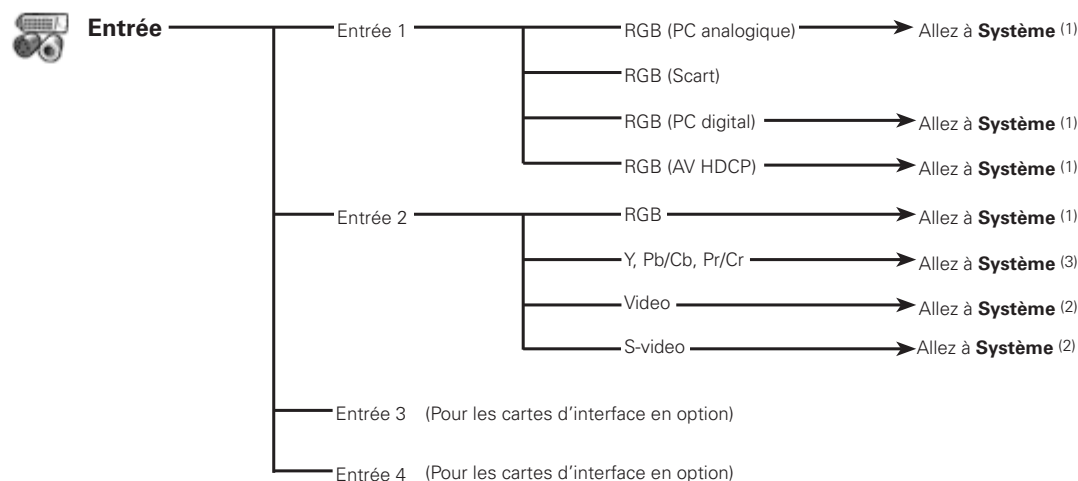 Entrée
Entrée 1
RGB (PC analogique)
Allez à Système (1)
RGB (Scart)
RGB (PC digital)
Allez à Système (1)
RGB (AV HDCP)
Allez à Système (1)
Entrée 2
RGB
Allez à Système (1)
Y, Pb/Cb, Pr/Cr
Allez à Système (3)
Video
Allez à Système (2)
S-video
Allez à Système (2)
Entrée 3 (Pour les cartes d’interface en option)
Entrée 4 (Pour les cartes d’interface en option)